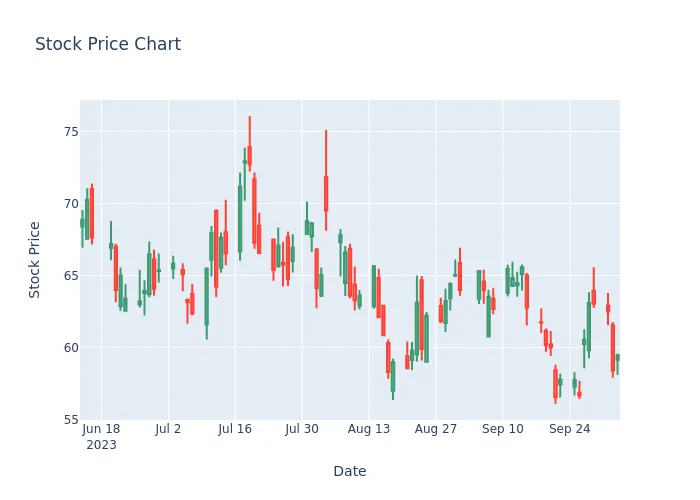 Stock Price Chart
75
70
65
60
55
Stock Price
Jun 18
2023
Jul 2
Jul 16
Jul 30
Aug 13
Aug 27
Sep 10
Sep 24
Date